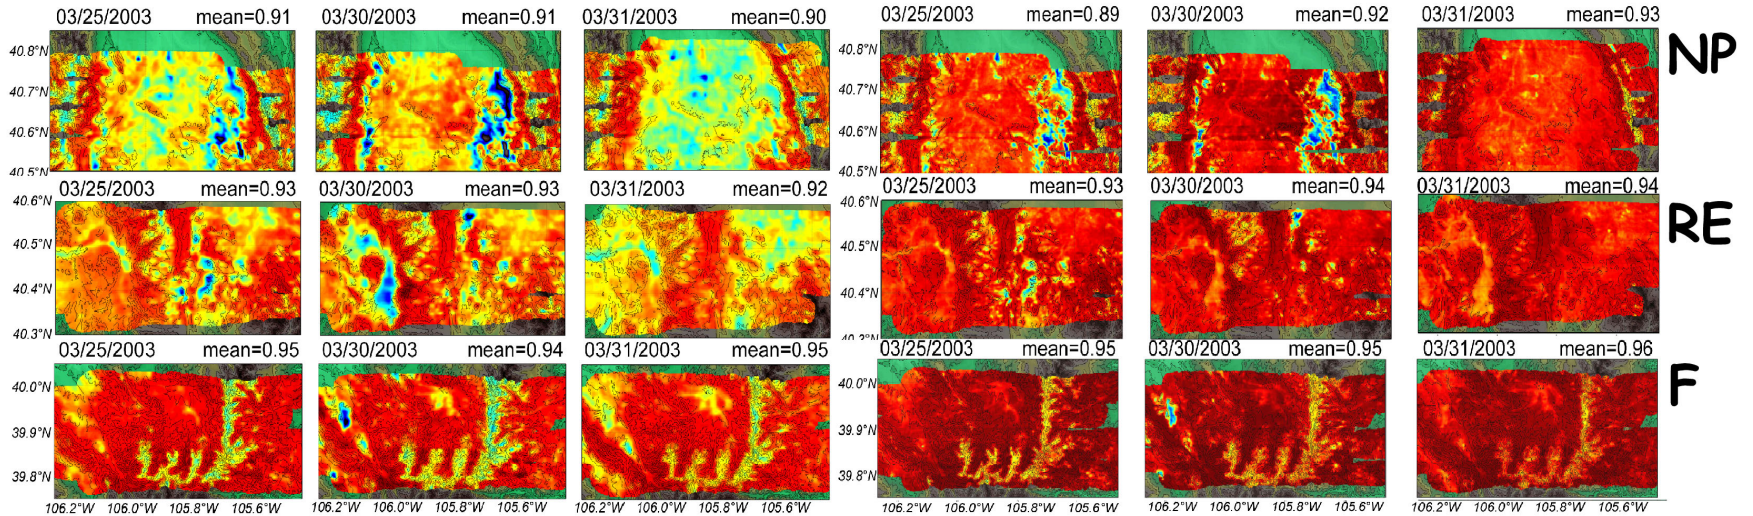 03/25/2003 mean=0.91 03/30/2003 mean=0.91 03/31/2003 mean=0.90 03/25/2003 mean=0.89 03/30/2003 mean=0.92 03/31/2003 mean=0.93
40.8°N 40.8°N NP
40.7°N 40.7°N
40.6°N 40.6°N
40.5°N 40.5°N
03/25/2003 mean=0.93 03/30/2003 mean=0.93 03/31/2003 mean=0.92 03/25/2003 mean=0.93 03/30/2003 mean=0.94 03/31/2003 mean=0.94
40.6°N 40.6°N RE
40.5°N 40.5°N
40.4°N 40.4°N
40.3°N
03/25/2003 mean=0.95 03/30/2003 mean=0.94 03/31/2003 mean=0.95 03/25/2003 mean=0.95 03/30/2003 mean=0.95 03/31/2003 mean=0.96
40.0°N 40.0°N F
39.9°N 39.9°N
39.8°N 39.8°N
106.2°W 106.0°W 105.8°W 105.6°W 106.2°W 106.0°W 105.8°W 105.6°W 106.2°W 106.0°W 105.8°W 105.6°W 106.2°W 106.0°W 105.8°W 105.6°W 106.2°W 106.0°W 105.8°W 105.6°W 106.2°W 106.0°W 105.8°W 105.6°W